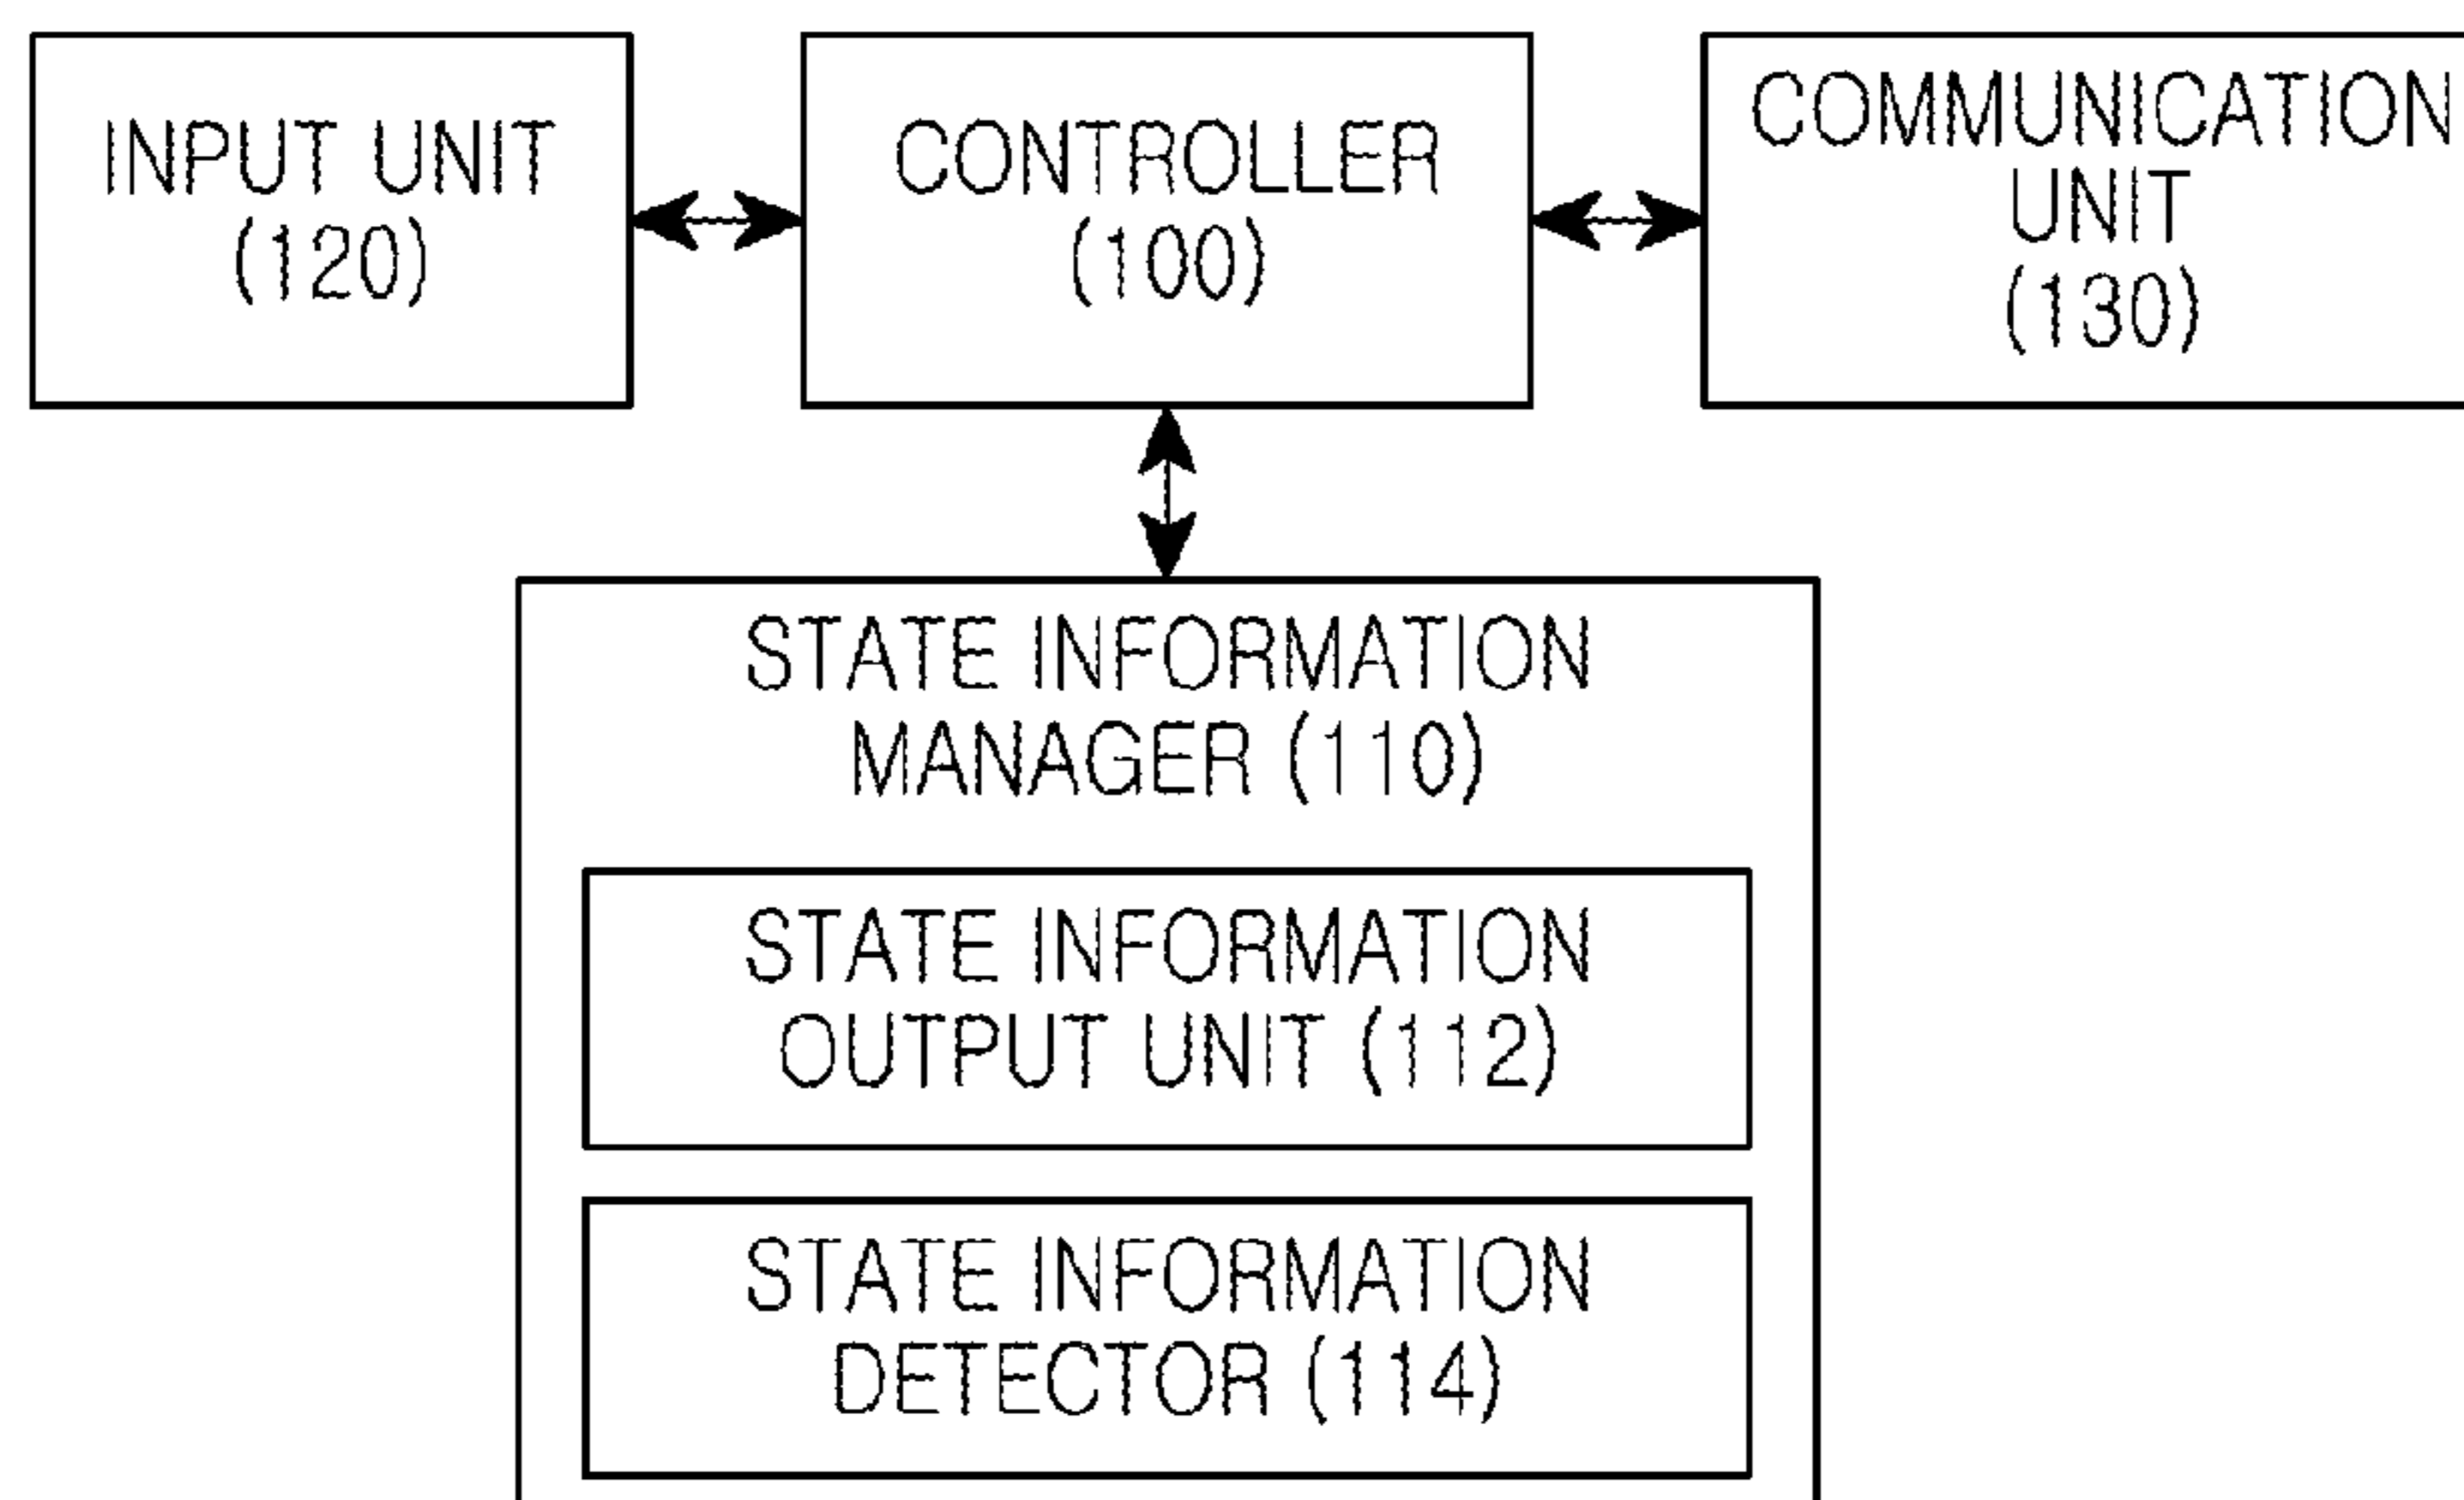 INPUT UNIT
(120)
CONTROLLER
(100)
COMMUNICATION
UNIT
(130)
STATE INFORMATION
MANAGER (110)
STATE INFORMATION
OUTPUT UNIT (112)
STATE INFORMATION
DETECTOR (114)